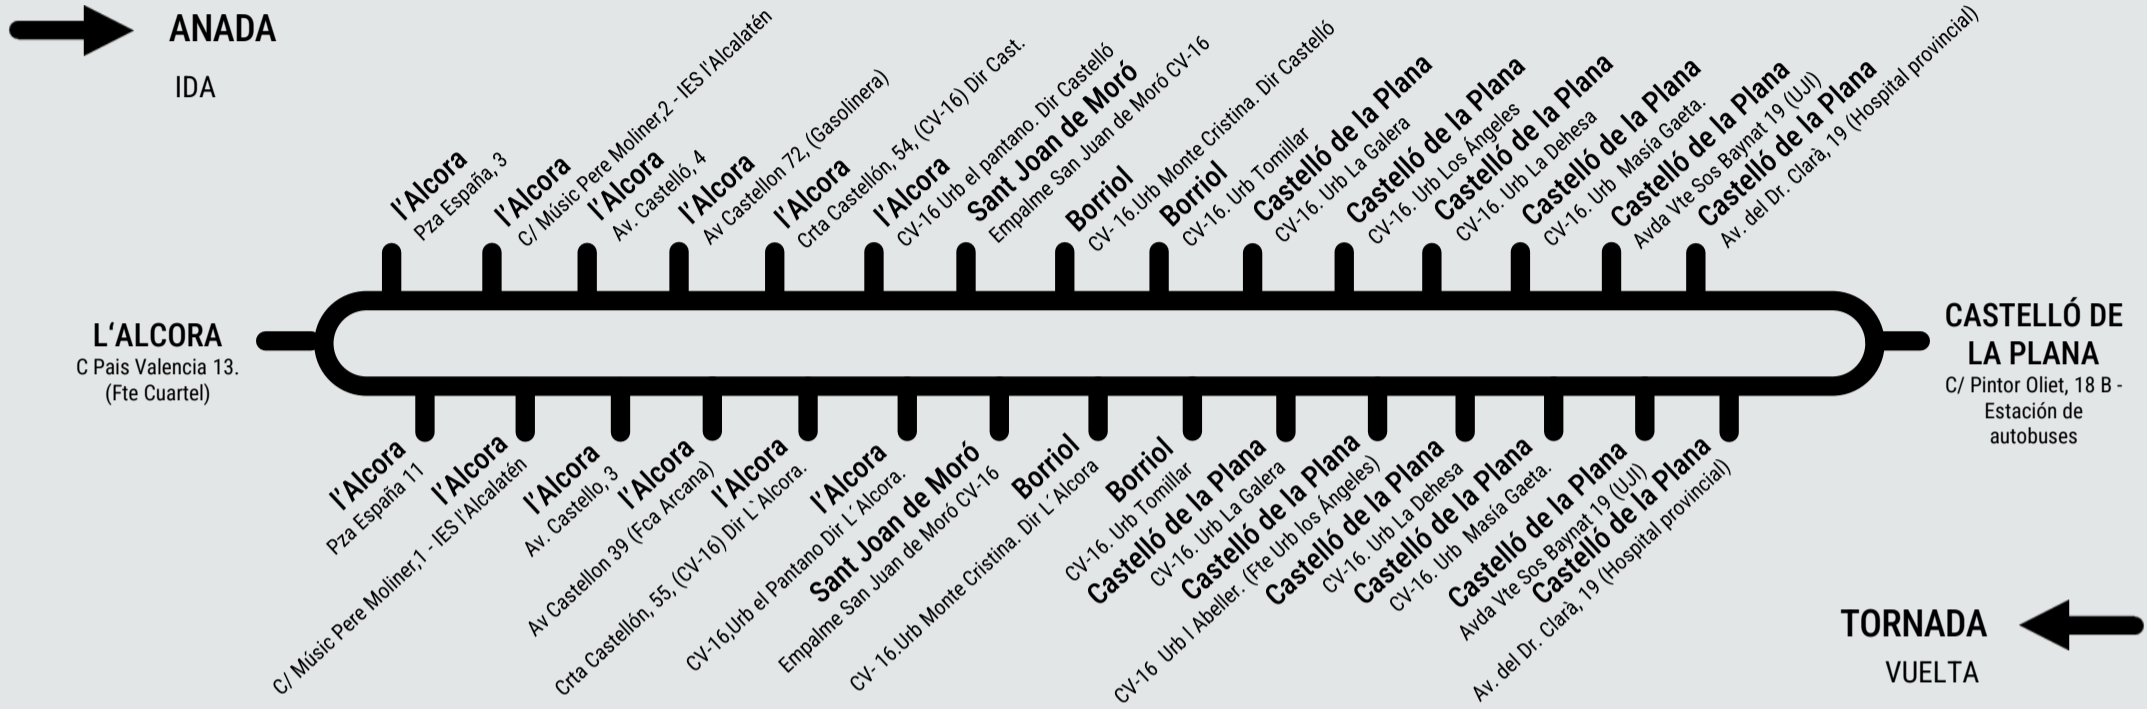 ANADA
IDA
l'Alcora
Pza España, 3
l'Alcora
C/ Músic Pere Moliner,2 - IES l'Alcalatén
l'Alcora
Av. Castelló, 4
l'Alcora
Av Castellon 72, (Gasolinera)
l'Alcora
Crta Castellón, 54, (CV-16) Dir Cast.
l'Alcora
CV-16 Urb el pantano. Dir Castelló
Sant Joan de Moró
Empalme San Juan de Moró CV-16
Borriol
CV- 16.Urb Monte Cristina. Dir Castelló
Borriol
CV-16. Urb Tomillar
Castelló de la Plana
CV-16. Urb La Galera
Castelló de la Plana
CV-16. Urb Los Ángeles
Castelló de la Plana
CV-16. Urb La Dehesa
Castelló de la Plana
CV-16. Urb Masía Gaeta.
Castelló de la Plana
Avda Vte Sos Baynat 19 (UJI)
Castelló de la Plana
Av. del Dr. Clarà, 19 (Hospital provincial)
L'ALCORA
C Pais Valencia 13.
(Fte Cuartel)
CASTELLÓ DE
LA PLANA
C/ Pintor Oliet, 18 B -
Estación de
autobuses
l'Alcora
Pza España 11
l'Alcora
C/ Músic Pere Moliner,1 - IES l'Alcalatén
l'Alcora
Av. Castello, 3
l'Alcora
Av Castellon 39 (Fca Arcana)
l'Alcora
Crta Castellón, 55, (CV-16) Dir L`Alcora.
l'Alcora
CV-16,Urb el Pantano Dir L´Alcora.
Sant Joan de Moró
Empalme San Juan de Moró CV-16
Borriol
CV- 16.Urb Monte Cristina. Dir L´Alcora
Borriol
CV-16. Urb Tomillar
Castelló de la Plana
CV-16. Urb La Galera
Castelló de la Plana
CV-16 Urb l Abeller. (Fte Urb los Ángeles)
Castelló de la Plana
CV-16. Urb La Dehesa
Castelló de la Plana
CV-16. Urb Masía Gaeta.
Castelló de la Plana
Avda Vte Sos Baynat 19 (UJI)
Castelló de la Plana
Av. del Dr. Clarà, 19 (Hospital provincial)
TORNADA
VUELTA